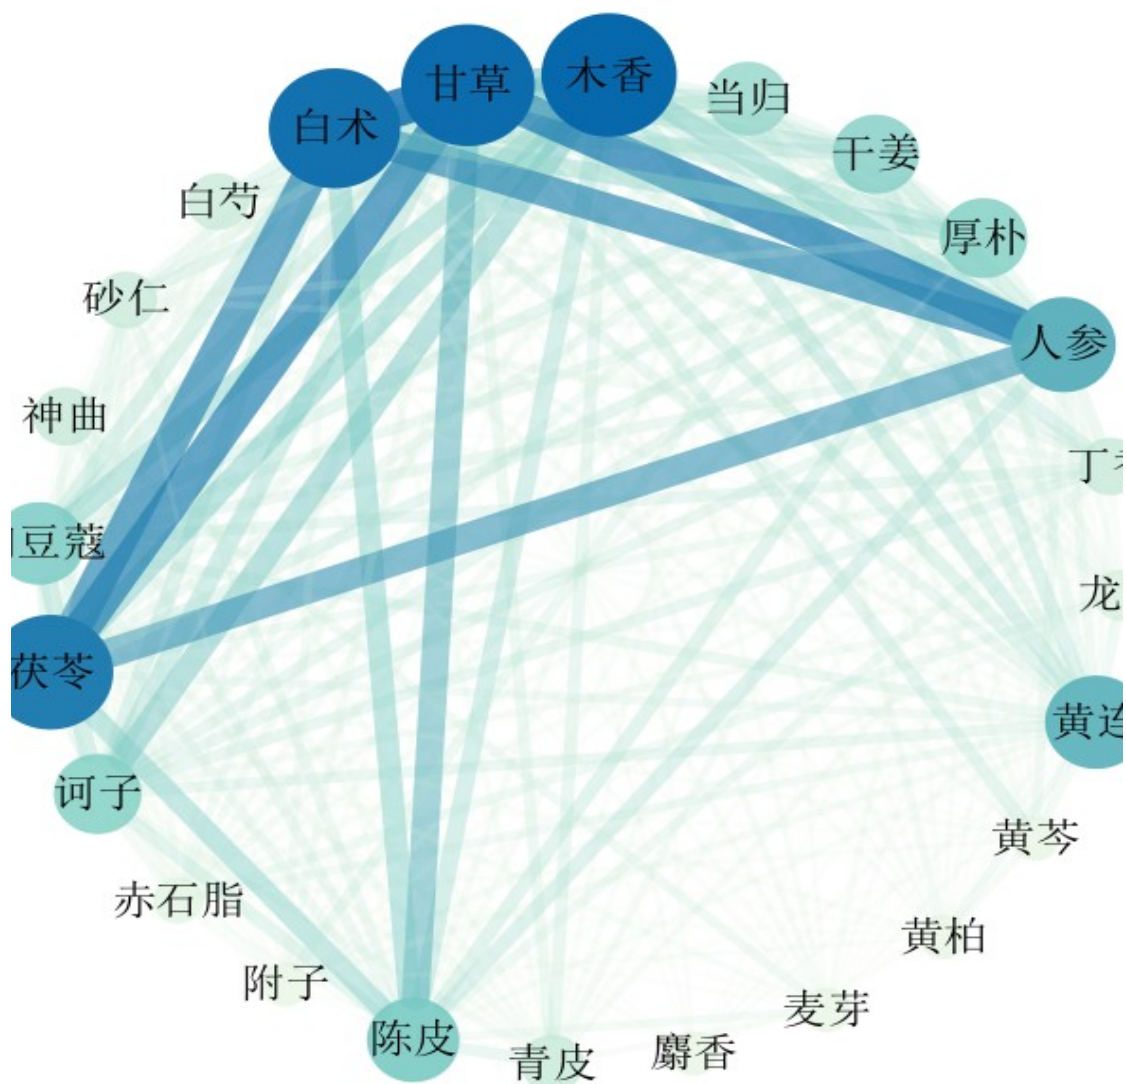 木香
甘草
当归
白术
干姜
白芍
厚朴
砂仁
人参
神曲
丁
豆蔻
龙
茯苓
黄连
诃子
黄芩
赤石脂
黄柏
附子
麦芽
陈皮
麝香
青皮